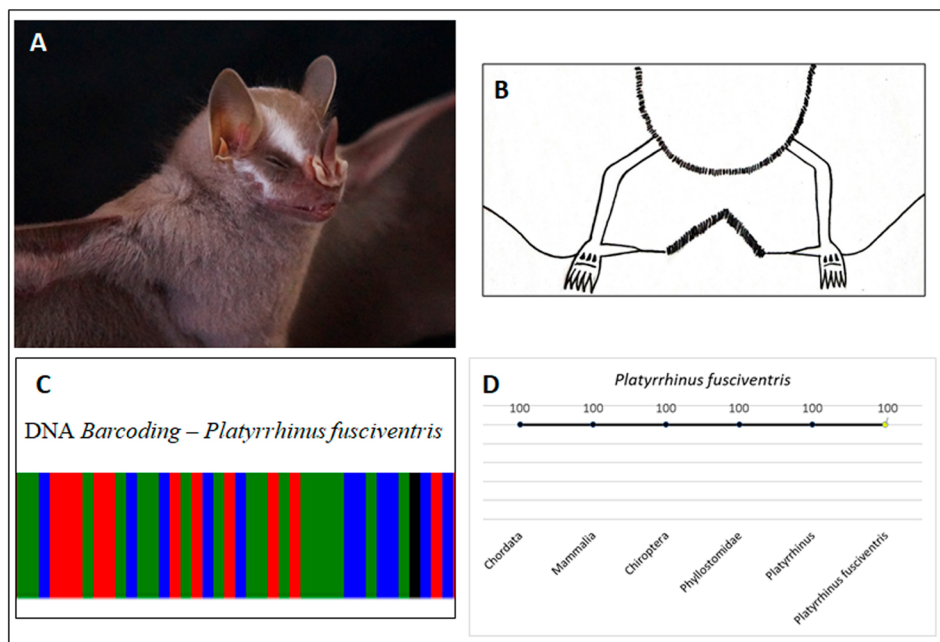 A
B
C
DNA Barcoding – Platyrrhinus fusciventris
D
Platyrrhinus fusciventris
100 100 100 100 100 100
Chordata
Mammalia
Chiroptera
Phyllostomidae
Platyrrhinus
Platyrrhinus fusciventris